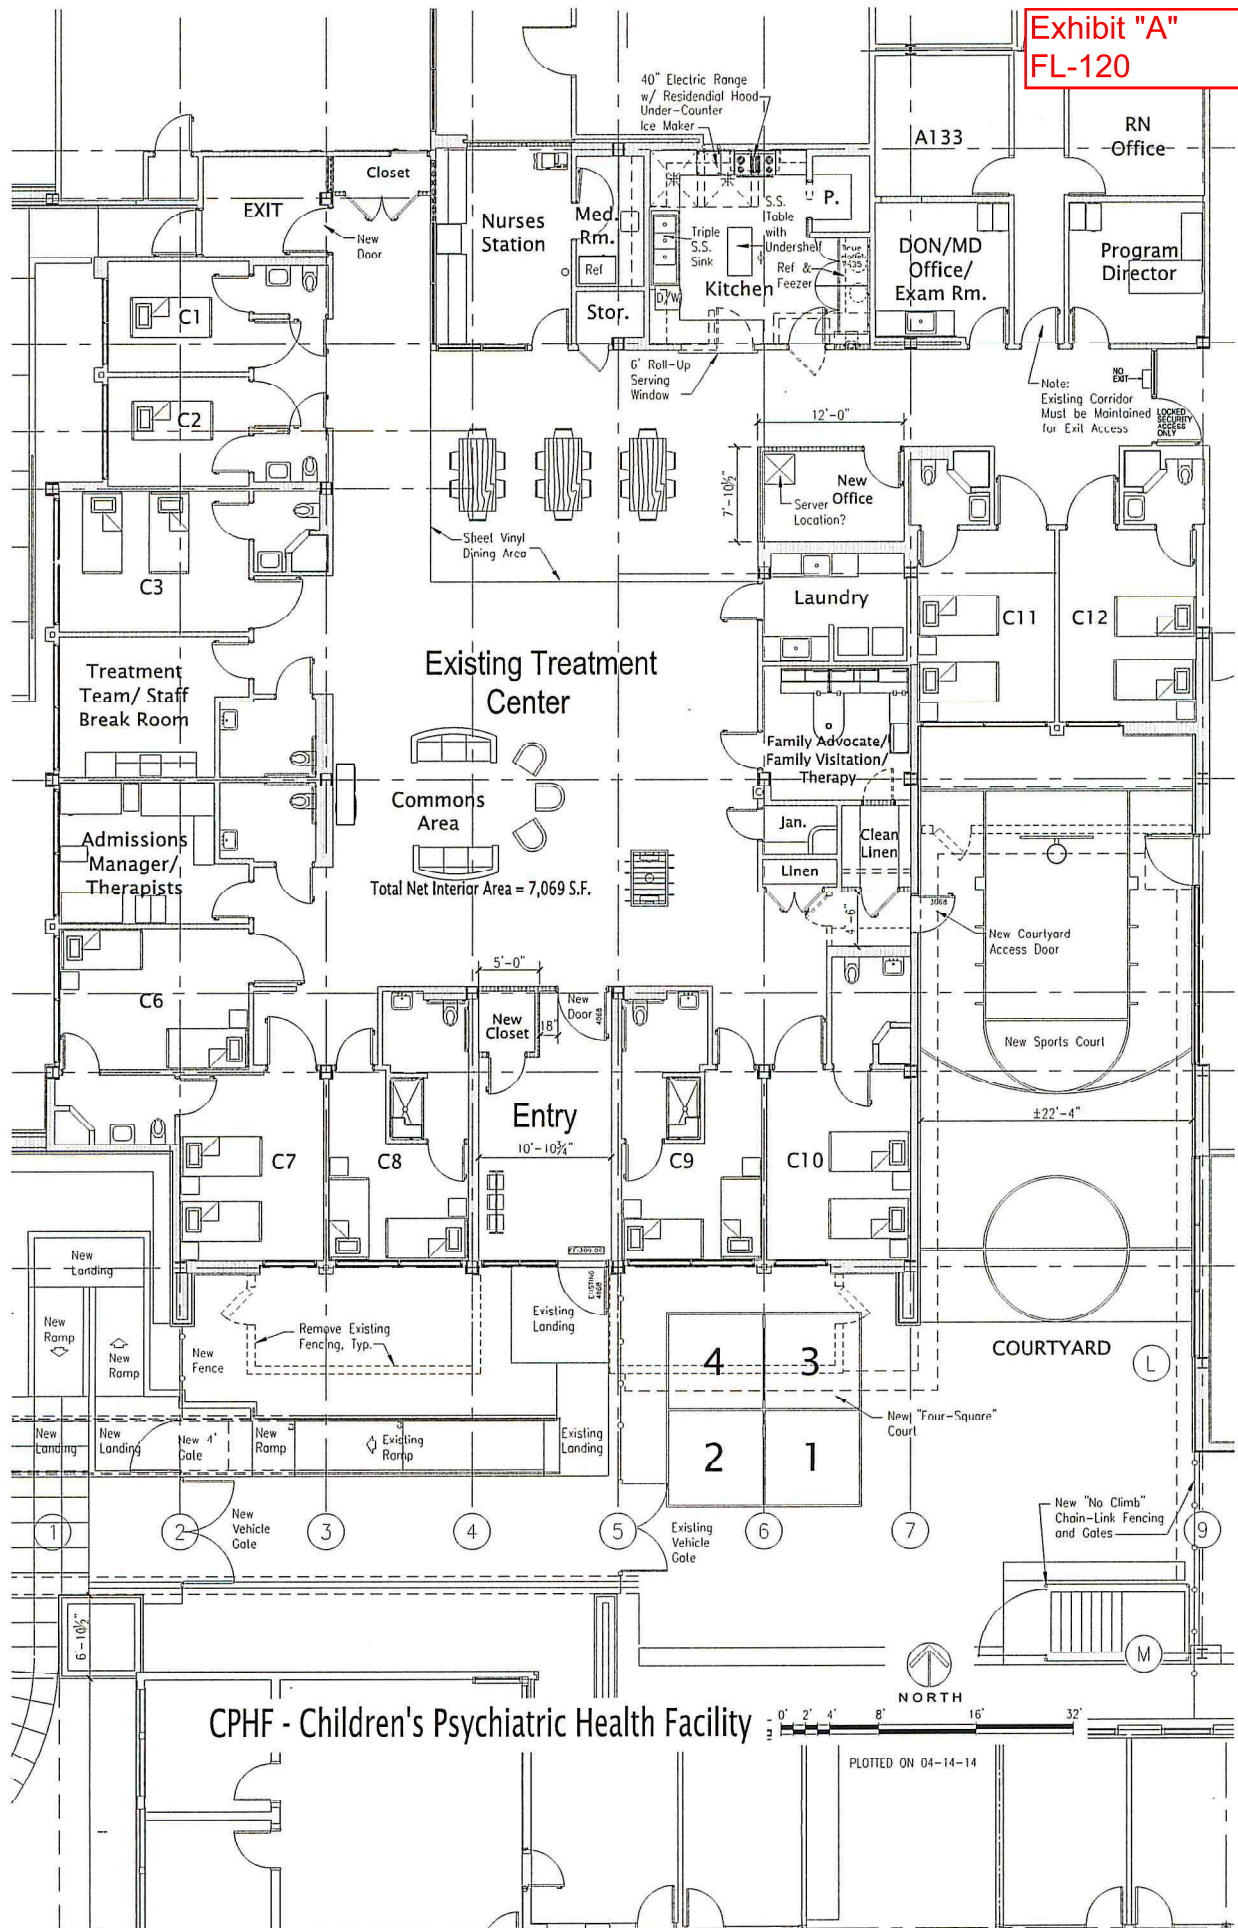 Exhibit "A"
FL-120
40" Electric Range
w/ Residendial Hood
Under-Counter
Ice Maker
A133
RN
Office
Closet
EXIT
New
Door
Nurses
Station
Med.
Rm.
Ref
Stor.
Triple
S.S.
Sink
S.S.
Table
with
Undershelf
Ref &
Feezer
P.
D/W
Kitchen
DON/MD
Office/
Exam Rm.
Program
Director
6' Roll-Up
Serving
Window
Note:
Existing Corridor
Must be Maintained
for Exit Access
NO
EXIT
LOCKED
SECURITY
ACCESS
ONLY
C1
C2
C3
12'-0"
7'-10½"
New
Office
Server
Location?
Sheet Vinyl
Dining Area
Laundry
C11
C12
Treatment
Team/ Staff
Break Room
Existing Treatment
Center
Family Advocate/
Family Visitation/
Therapy
Commons
Area
Admissions
Manager/
Therapists
Total Net Interior Area = 7,069 S.F.
Jan.
Clean
Linen
Linen
4'-6"
3068
New Courtyard
Access Door
C6
5'-0"
New
Closet
18"
New
Door
4068
New Sports Court
Entry
10'-10¾"
±22'-4"
C7
C8
C9
C10
New
Landing
New
Ramp
New
Ramp
New
Fence
Remove Existing
Fencing, Typ.
Existing
Landing
EXISTING
4068
4
3
2
1
COURTYARD
L
New "Four-Square"
Court
New
Landing
New
Landing
New 4'
Gate
New
Ramp
Existing
Ramp
Existing
Landing
New
Vehicle
Gate
Existing
Vehicle
Gate
New "No Climb"
Chain-Link Fencing
and Gates
1
2
3
4
5
6
7
9
6'-10½"
M
NORTH
CPHF - Children's Psychiatric Health Facility
0' 2' 4' 8' 16' 32'
PLOTTED ON 04-14-14